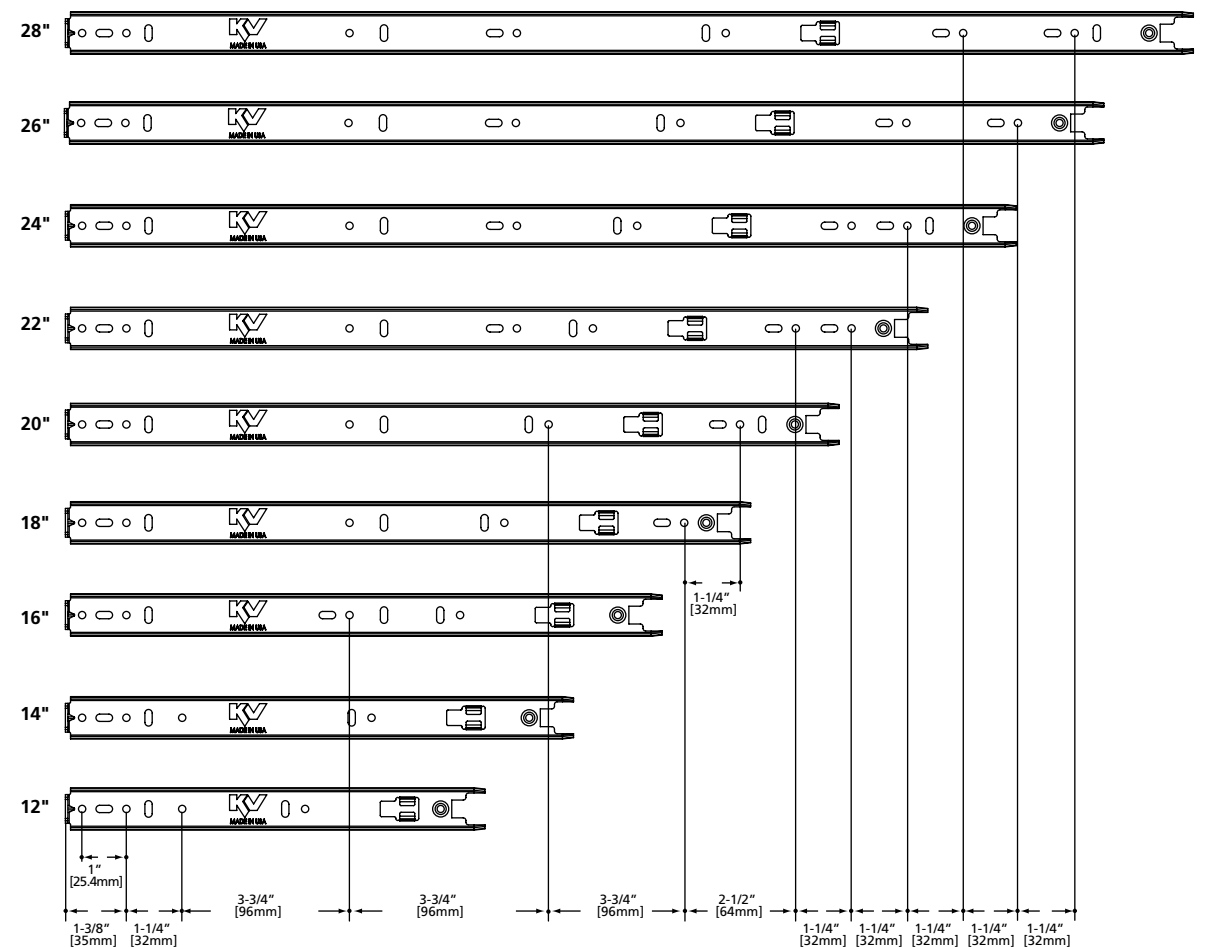 28"
KV
MADE IN USA
26"
KV
MADE IN USA
24"
KV
MADE IN USA
22"
KV
MADE IN USA
20"
KV
MADE IN USA
18"
KV
MADE IN USA
1-1/4"
[32mm]
16"
KV
MADE IN USA
14"
KV
MADE IN USA
12"
KV
MADE IN USA
1"
[25.4mm]
3-3/4"
[96mm]
3-3/4"
[96mm]
3-3/4"
[96mm]
2-1/2"
[64mm]
1-3/8"
[35mm]
1-1/4"
[32mm]
1-1/4"
[32mm]
1-1/4"
[32mm]
1-1/4"
[32mm]
1-1/4"
[32mm]
1-1/4"
[32mm]